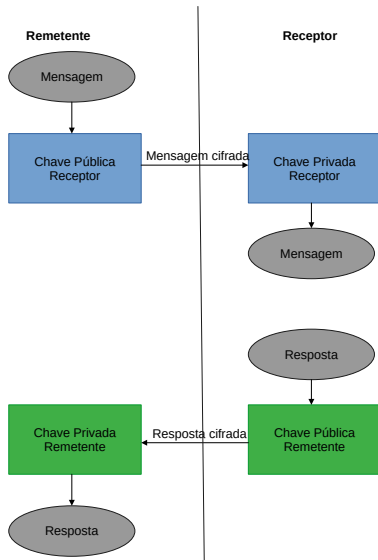 Remetente
Receptor
Mensagem
Chave Pública
Receptor
Mensagem cifrada
Chave Privada
Receptor
Mensagem
Resposta
Chave Privada
Remetente
Resposta cifrada
Chave Pública
Remetente
Resposta